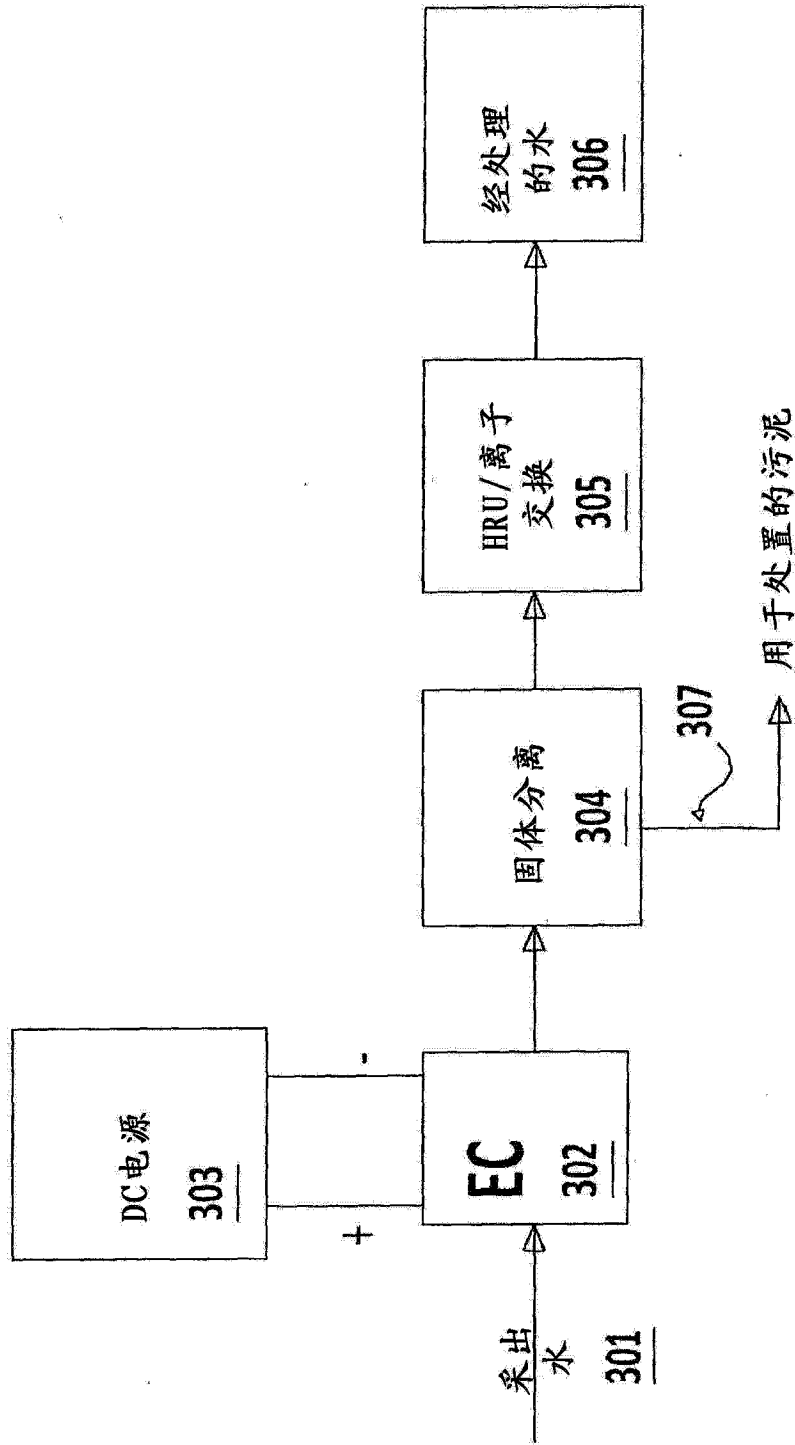 DC电源
303
+
-
采出
水
301
EC
302
固体分离
304
307
用于处置的污泥
HRU/离子
交换
305
经处理
的水
306